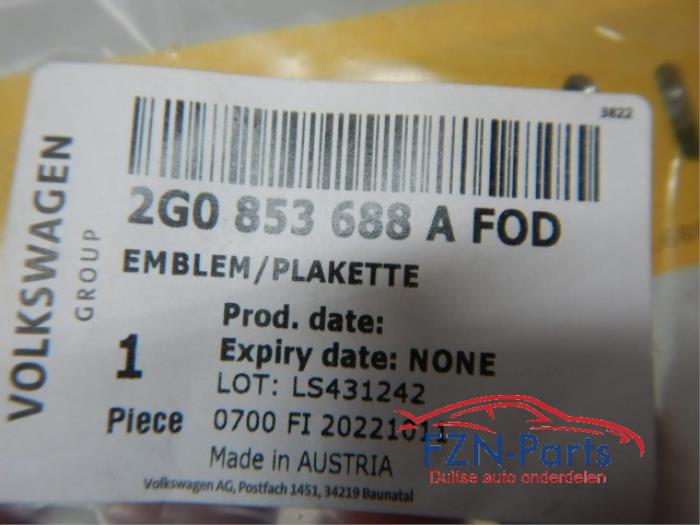 3822
VOLKSWAGEN
GROUP
2G0 853 688 A FOD
EMBLEM/PLAKETTE
Prod. date:
1 Expiry date: NONE
LOT: LS431242
Piece 0700 FI 20221011
Made in AUSTRIA
Volkswagen AG, Postfach 1451, 34219 Baunatal
FZN-Parts
Duitse auto onderdelen